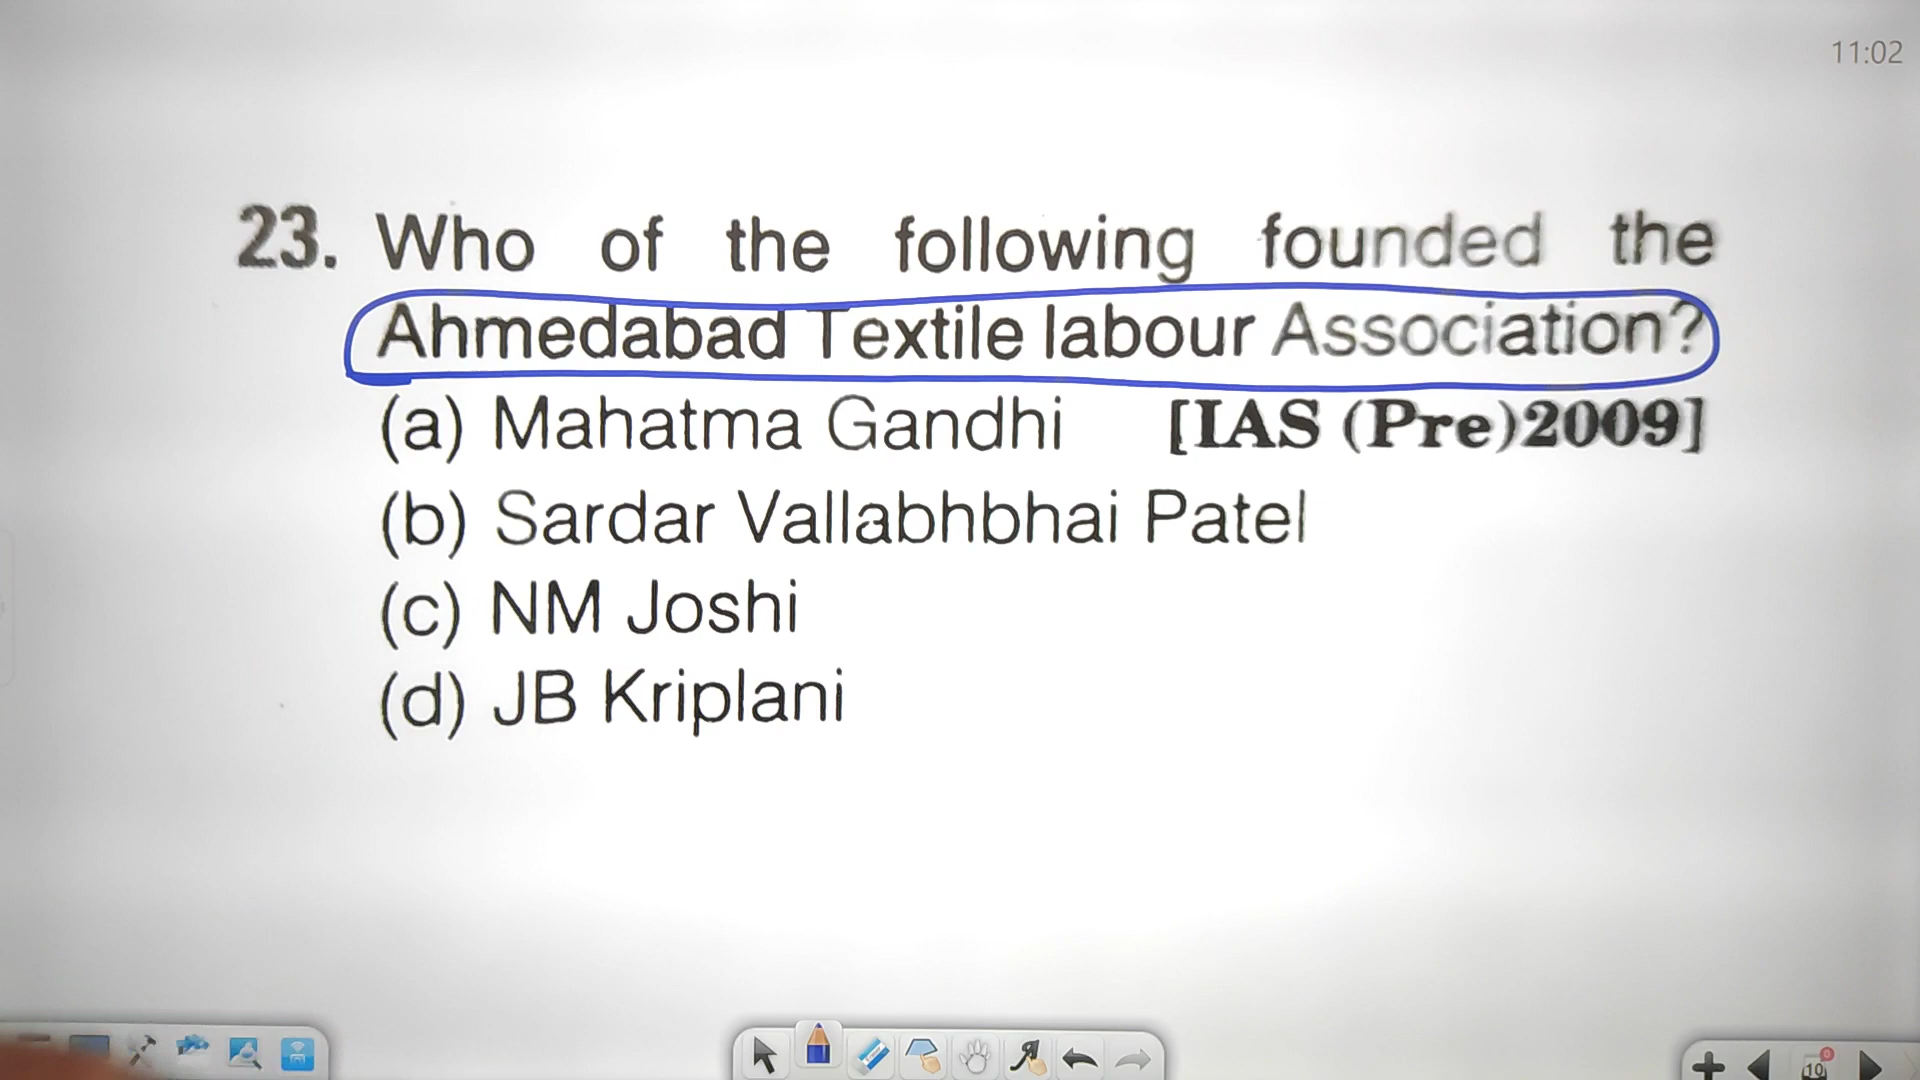 11:02
23. Who of the following founded the
Ahmedabad Textile labour Association?
(a) Mahatma Gandhi [IAS (Pre)2009]
(b) Sardar Vallabhbhai Patel
(c) NM Joshi
(d) JB Kriplani
10